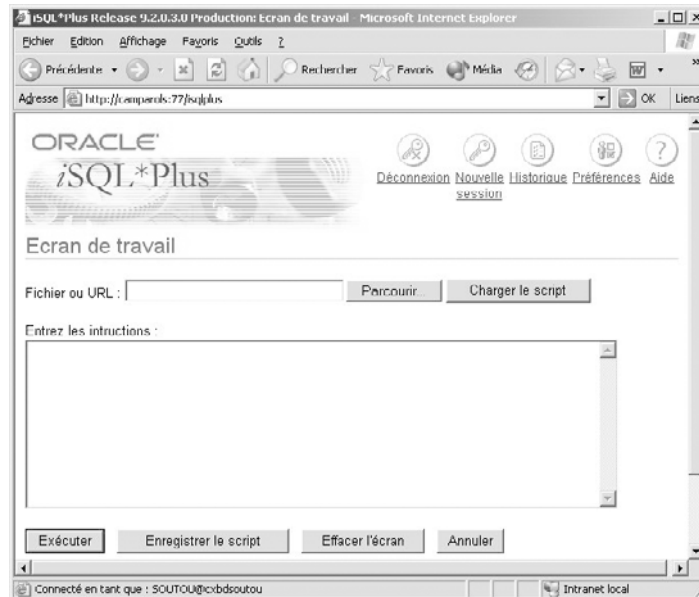 iSQL*Plus Release 9.2.0.3.0 Production: Ecran de travail - Microsoft Internet Explorer
Fichier Edition Affichage Favoris Outils ?
Précédente Rechercher Favoris Média »
Adresse http://camparols:77/isqlplus OK Liens
ORACLE
iSQL*Plus
Déconnexion Nouvelle session Historique Préférences Aide
Ecran de travail
Fichier ou URL : Parcourir... Charger le script
Entrez les intructions :
Exécuter Enregistrer le script Effacer l'écran Annuler
Connecté en tant que : SOUTOU@cxbdsoutou Intranet local